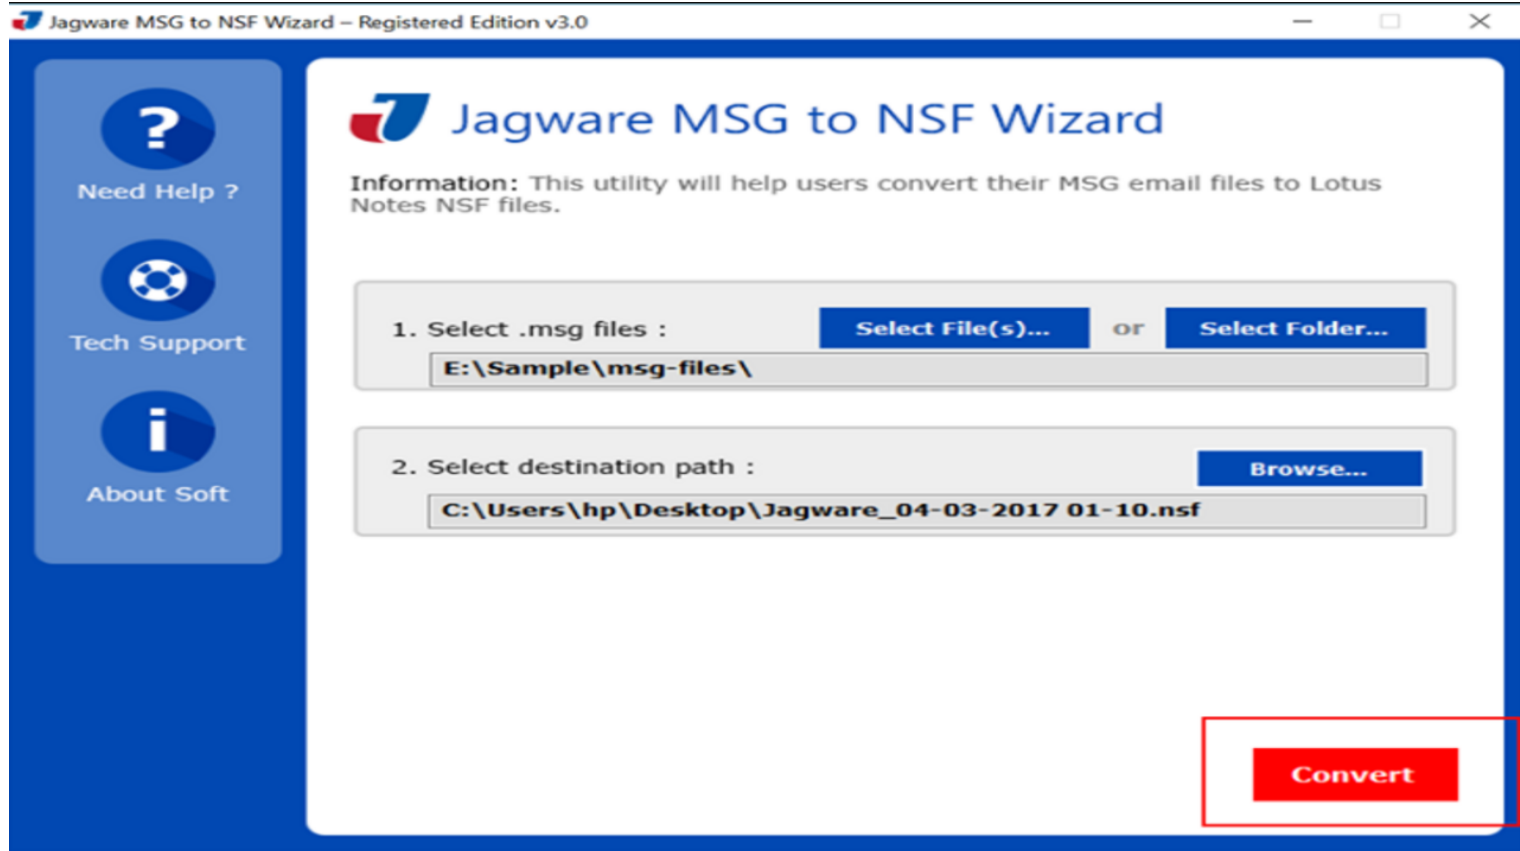 Jagware MSG to NSF Wizard – Registered Edition v3.0
Need Help ?
Tech Support
About Soft
Jagware MSG to NSF Wizard
Information: This utility will help users convert their MSG email files to Lotus
Notes NSF files.
1. Select .msg files : Select File(s)... or Select Folder...
E:\Sample\msg-files\
2. Select destination path : Browse...
C:\Users\hp\Desktop\Jagware_04-03-2017 01-10.nsf
Convert